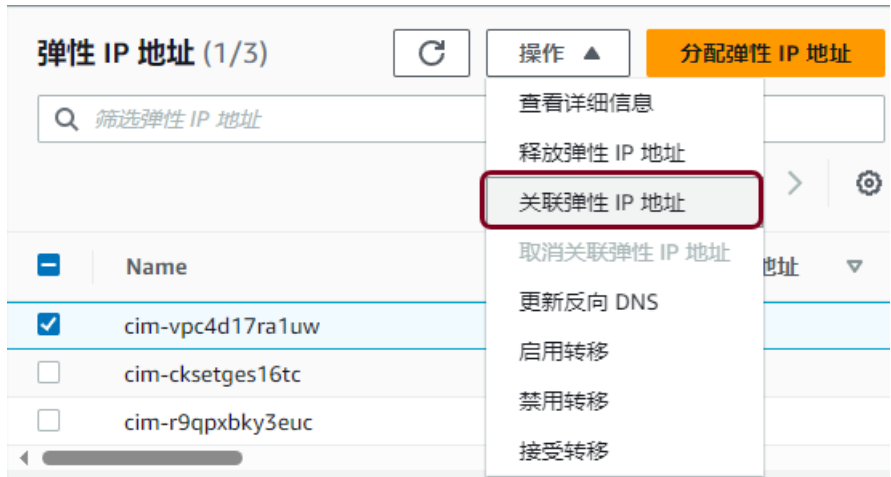 弹性 IP 地址 (1/3)
操作
分配弹性 IP 地址
筛选弹性 IP 地址
查看详细信息
释放弹性 IP 地址
关联弹性 IP 地址
取消关联弹性 IP 地址
更新反向 DNS
启用转移
禁用转移
接受转移
Name
地址
cim-vpc4d17ra1uw
cim-cksetges16tc
cim-r9qpxbky3euc